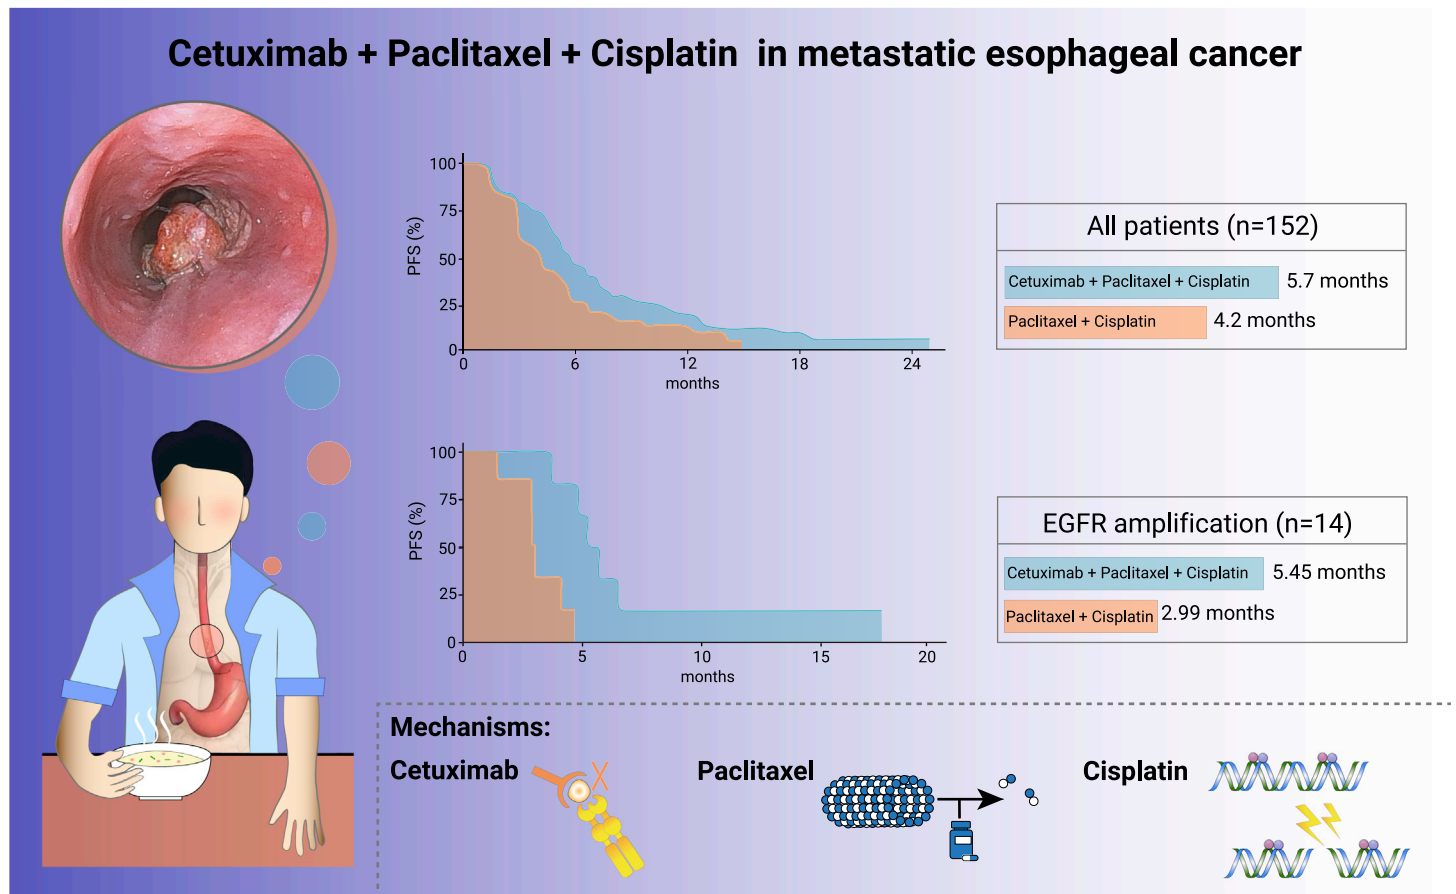 Cetuximab + Paclitaxel + Cisplatin in metastatic esophageal cancer
100
75
50
25
0
PFS (%)
0 6 12 18 24
months
All patients (n=152)
Cetuximab + Paclitaxel + Cisplatin 5.7 months
Paclitaxel + Cisplatin 4.2 months
100
75
50
25
0
PFS (%)
0 5 10 15 20
months
EGFR amplification (n=14)
Cetuximab + Paclitaxel + Cisplatin 5.45 months
Paclitaxel + Cisplatin 2.99 months
Mechanisms:
Cetuximab Paclitaxel Cisplatin